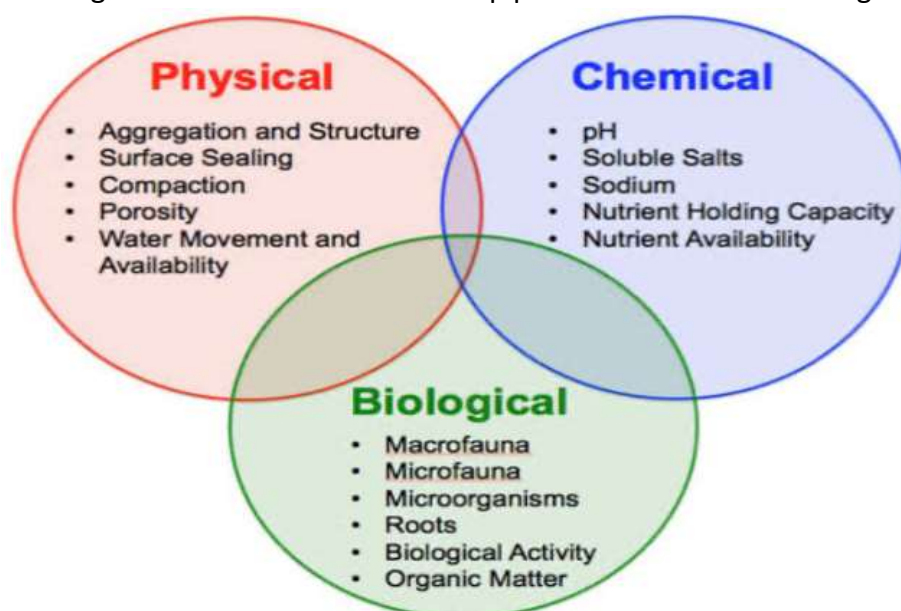 Physical
• Aggregation and Structure
• Surface Sealing
• Compaction
• Porosity
• Water Movement and
Availability
Chemical
• pH
• Soluble Salts
• Sodium
• Nutrient Holding Capacity
• Nutrient Availability
Biological
• Macrofauna
• Microfauna
• Microorganisms
• Roots
• Biological Activity
• Organic Matter